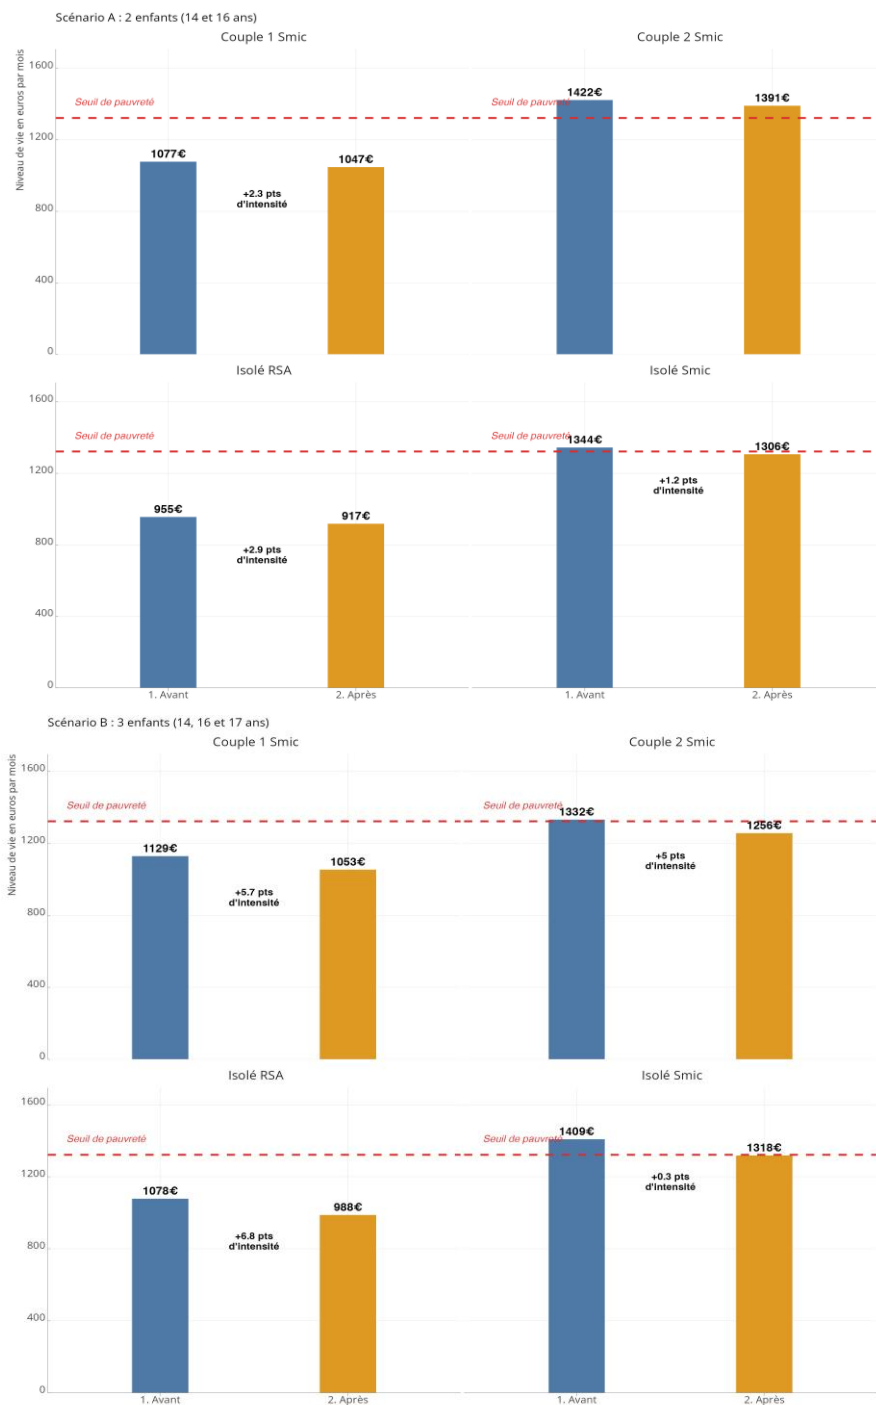 Scénario A : 2 enfants (14 et 16 ans)
Couple 1 Smic
Couple 2 Smic
Niveau de vie en euros par mois
1600
1200
800
400
0
Seuil de pauvreté
1077€
1047€
+2.3 pts
d'intensité
Seuil de pauvreté
1422€
1391€
Isolé RSA
Isolé Smic
1600
1200
800
400
0
Seuil de pauvreté
955€
917€
+2.9 pts
d'intensité
Seuil de pauvreté
1344€
1306€
+1.2 pts
d'intensité
1. Avant
2. Après
1. Avant
2. Après
Scénario B : 3 enfants (14, 16 et 17 ans)
Couple 1 Smic
Couple 2 Smic
Niveau de vie en euros par mois
1600
1200
800
400
0
Seuil de pauvreté
1129€
1053€
+5.7 pts
d'intensité
Seuil de pauvreté
1332€
1256€
+5 pts
d'intensité
Isolé RSA
Isolé Smic
1600
1200
800
400
0
Seuil de pauvreté
1078€
988€
+6.8 pts
d'intensité
Seuil de pauvreté
1409€
1318€
+0.3 pts
d'intensité
1. Avant
2. Après
1. Avant
2. Après